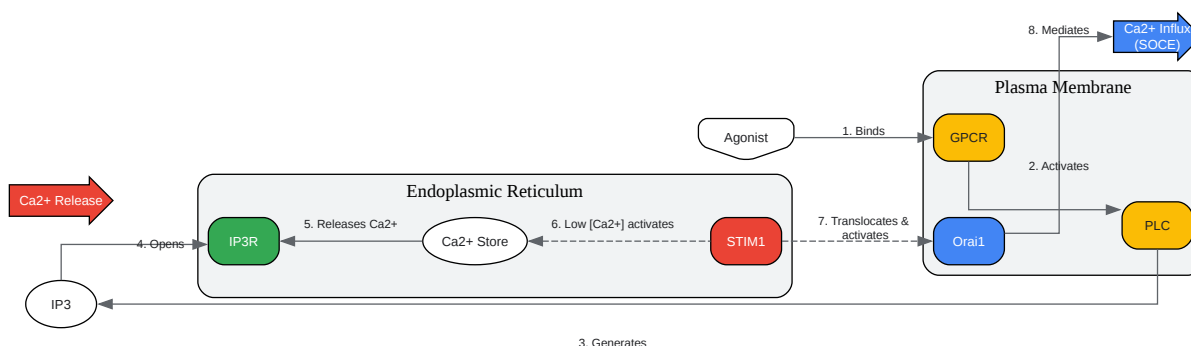 8. Mediates
Ca2+ Influx
(SOCE)
Plasma Membrane
Agonist
1. Binds
GPCR
2. Activates
Ca2+ Release
Endoplasmic Reticulum
4. Opens
IP3R
5. Releases Ca2+
Ca2+ Store
6. Low [Ca2+] activates
STIM1
7. Translocates &
activates
Orai1
PLC
IP3
3. Generates